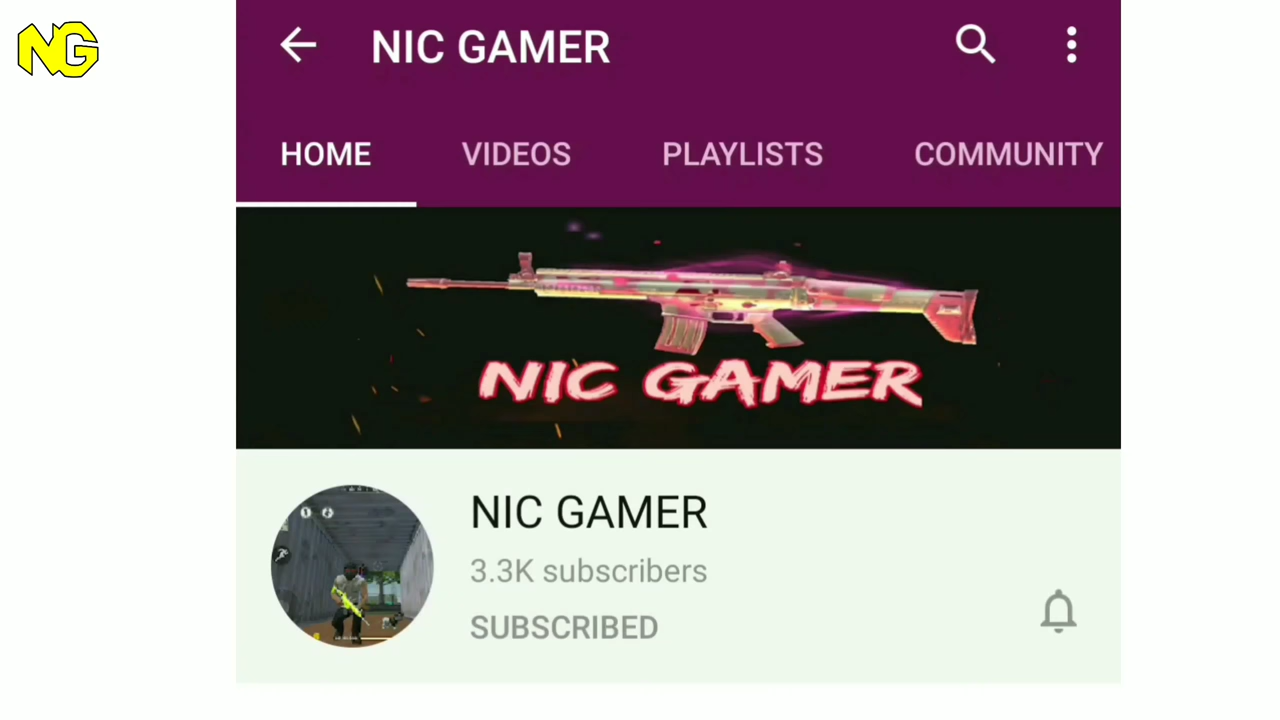 NG
NIC GAMER
HOME VIDEOS PLAYLISTS COMMUNITY
NIC GAMER
NIC GAMER
3.3K subscribers
SUBSCRIBED